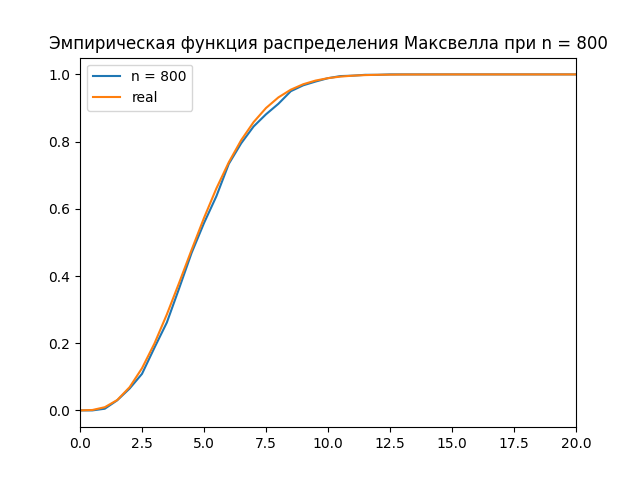 Эмпирическая функция распределения Максвелла при n = 800
n = 800
real
1.0
0.8
0.6
0.4
0.2
0.0
0.0 2.5 5.0 7.5 10.0 12.5 15.0 17.5 20.0